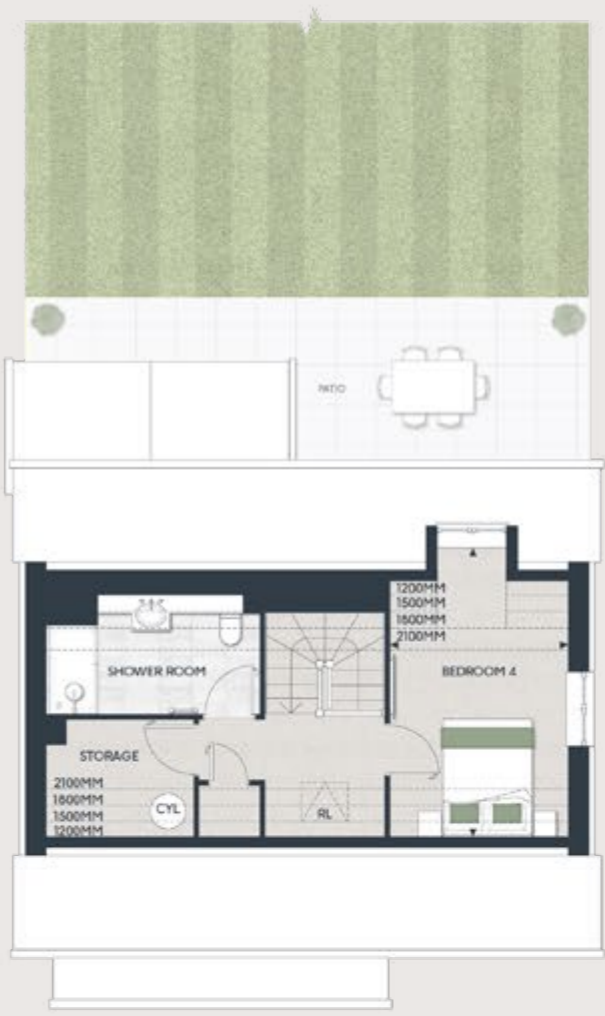 PATIO
1200MM
1500MM
1800MM
2100MM
SHOWER ROOM
BEDROOM 4
STORAGE
2100MM
1800MM
1500MM
1200MM
CYL
RL